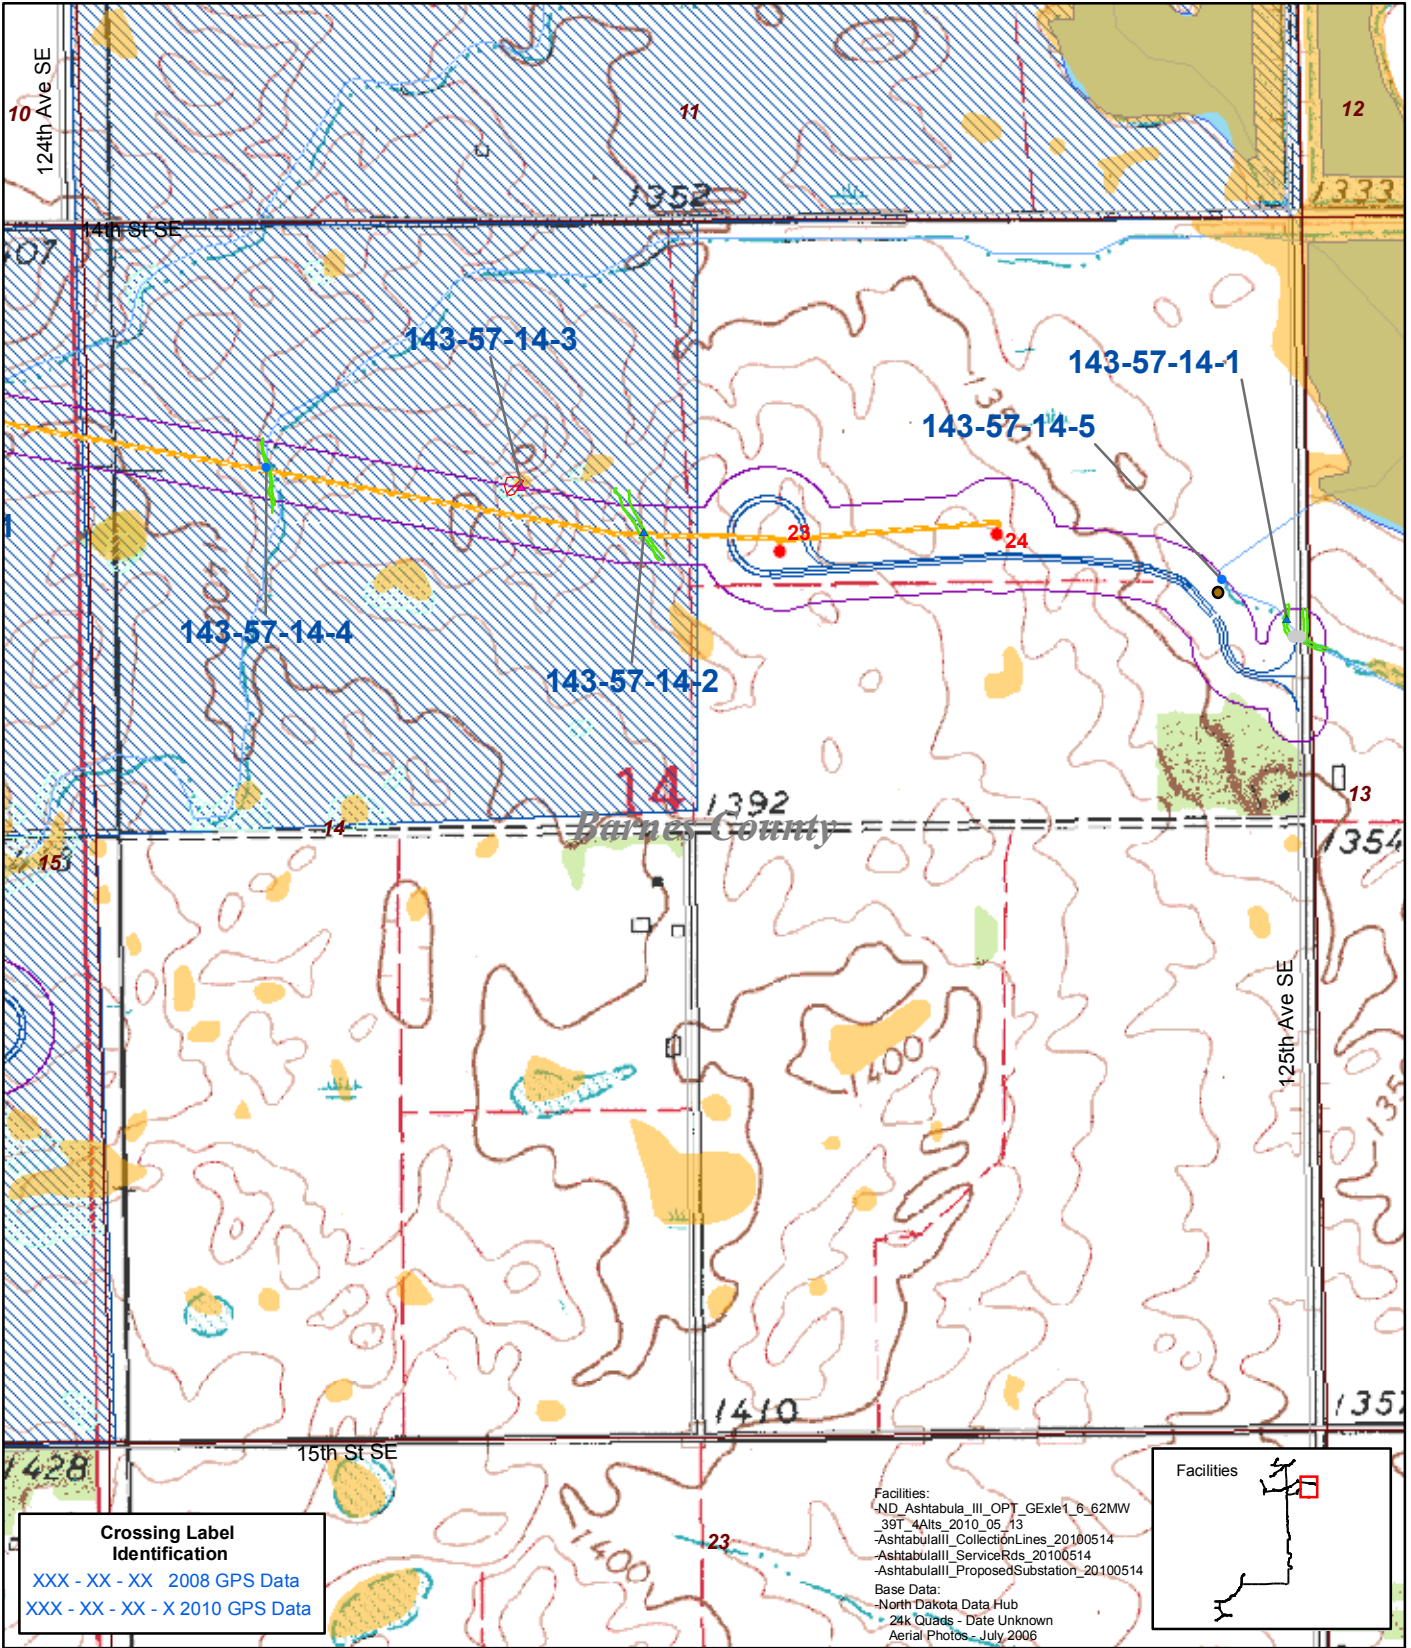 10
124th Ave SE
11
12
1352
1333
14th St SE
143-57-14-3
143-57-14-1
143-57-14-5
23
24
1400
143-57-14-4
143-57-14-2
14
1392
Barnes County
13
14
15
1354
1400
125th Ave SE
1410
15th St SE
1428
1400
23
Crossing Label
Identification
XXX - XX - XX 2008 GPS Data
XXX - XX - XX - X 2010 GPS Data
Facilities:
-ND_Ashtabula_III_OPT_GExle1_6_62MW
_39T_4Alts_2010_05_13
-AshtabulaIII_CollectionLines_20100514
-AshtabulaIII_ServiceRds_20100514
-AshtabulaIII_ProposedSubstation_20100514
Base Data:
-North Dakota Data Hub
24k Quads - Date Unknown
Aerial Photos - July 2006
Facilities